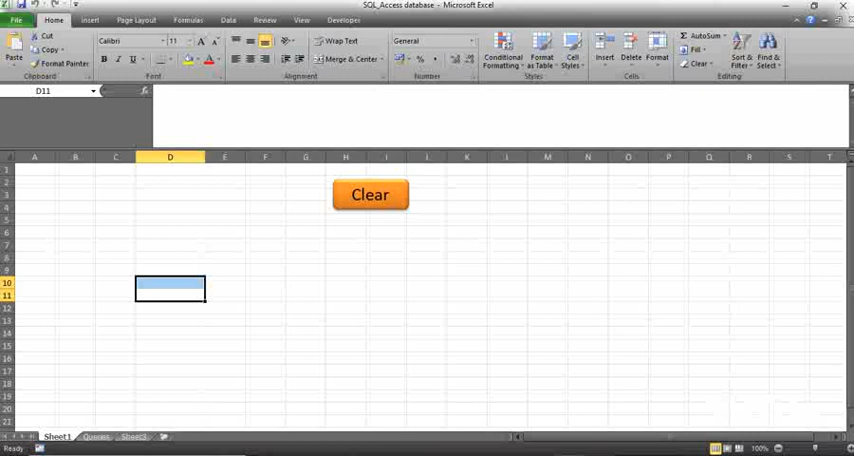 SQL_Access database - Microsoft Excel
File Home Insert Page Layout Formulas Data Review View Developer
Paste
Cut
Copy
Format Painter
Clipboard
Calibri 11
B I U
Font
Wrap Text
Merge & Center
Alignment
General
%
Number
Conditional Formatting
Format as Table
Cell Styles
Styles
Insert
Delete
Format
Cells
Σ AutoSum
Fill
Clear
Sort & Filter
Find & Select
Editing
D11 fx
A B C D E F G H I J K L M N O P Q R S T
1
2
3
Clear
4
5
6
7
8
9
10
11
12
13
14
15
16
17
18
19
20
21
Sheet1 Queries Sheet3
Ready 100%